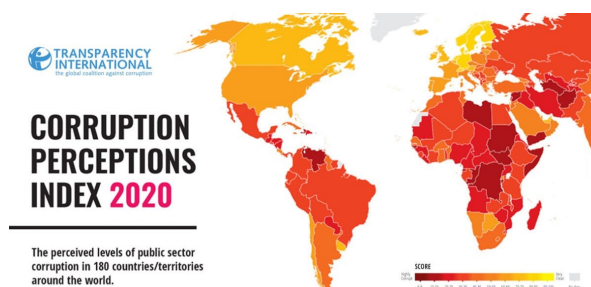 TRANSPARENCY
INTERNATIONAL
the global coalition against corruption
CORRUPTION
PERCEPTIONS
INDEX 2020
The perceived levels of public sector
corruption in 180 countries/territories
around the world.
SCORE